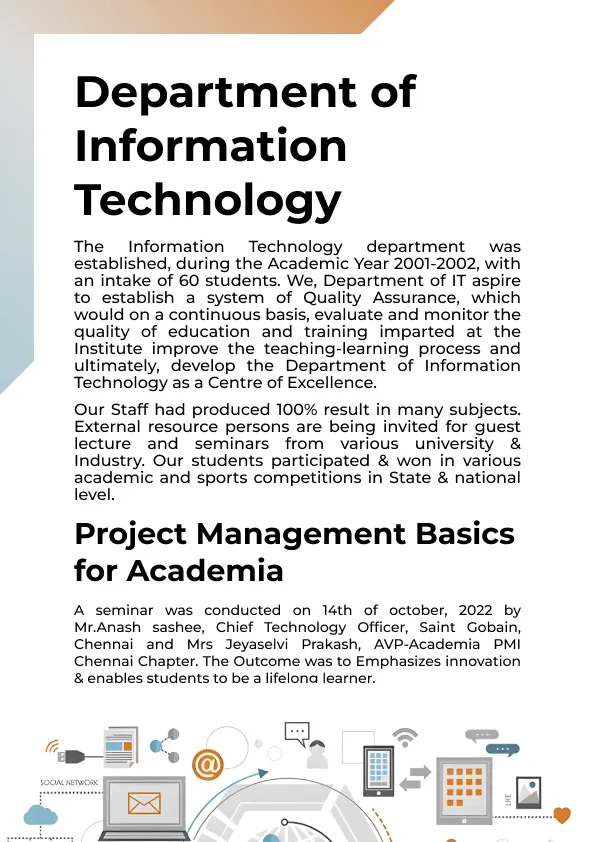 Department of
Information
Technology
The Information Technology department was
established, during the Academic Year 2001-2002, with
an intake of 60 students. We, Department of IT aspire
to establish a system of Quality Assurance, which
would on a continuous basis, evaluate and monitor the
quality of education and training imparted at the
Institute improve the teaching-learning process and
ultimately, develop the Department of Information
Technology as a Centre of Excellence.
Our Staff had produced 100% result in many subjects.
External resource persons are being invited for guest
lecture and seminars from various university &
Industry. Our students participated & won in various
academic and sports competitions in State & national
level.
Project Management Basics
for Academia
A seminar was conducted on 14th of october, 2022 by
Mr.Anash sashee, Chief Technology Officer, Saint Gobain,
Chennai and Mrs Jeyaselvi Prakash, AVP-Academia PMI
Chennai Chapter. The Outcome was to Emphasizes innovation
& enables students to be a lifelong learner.
@
SOCIAL NETWORK
LIKE